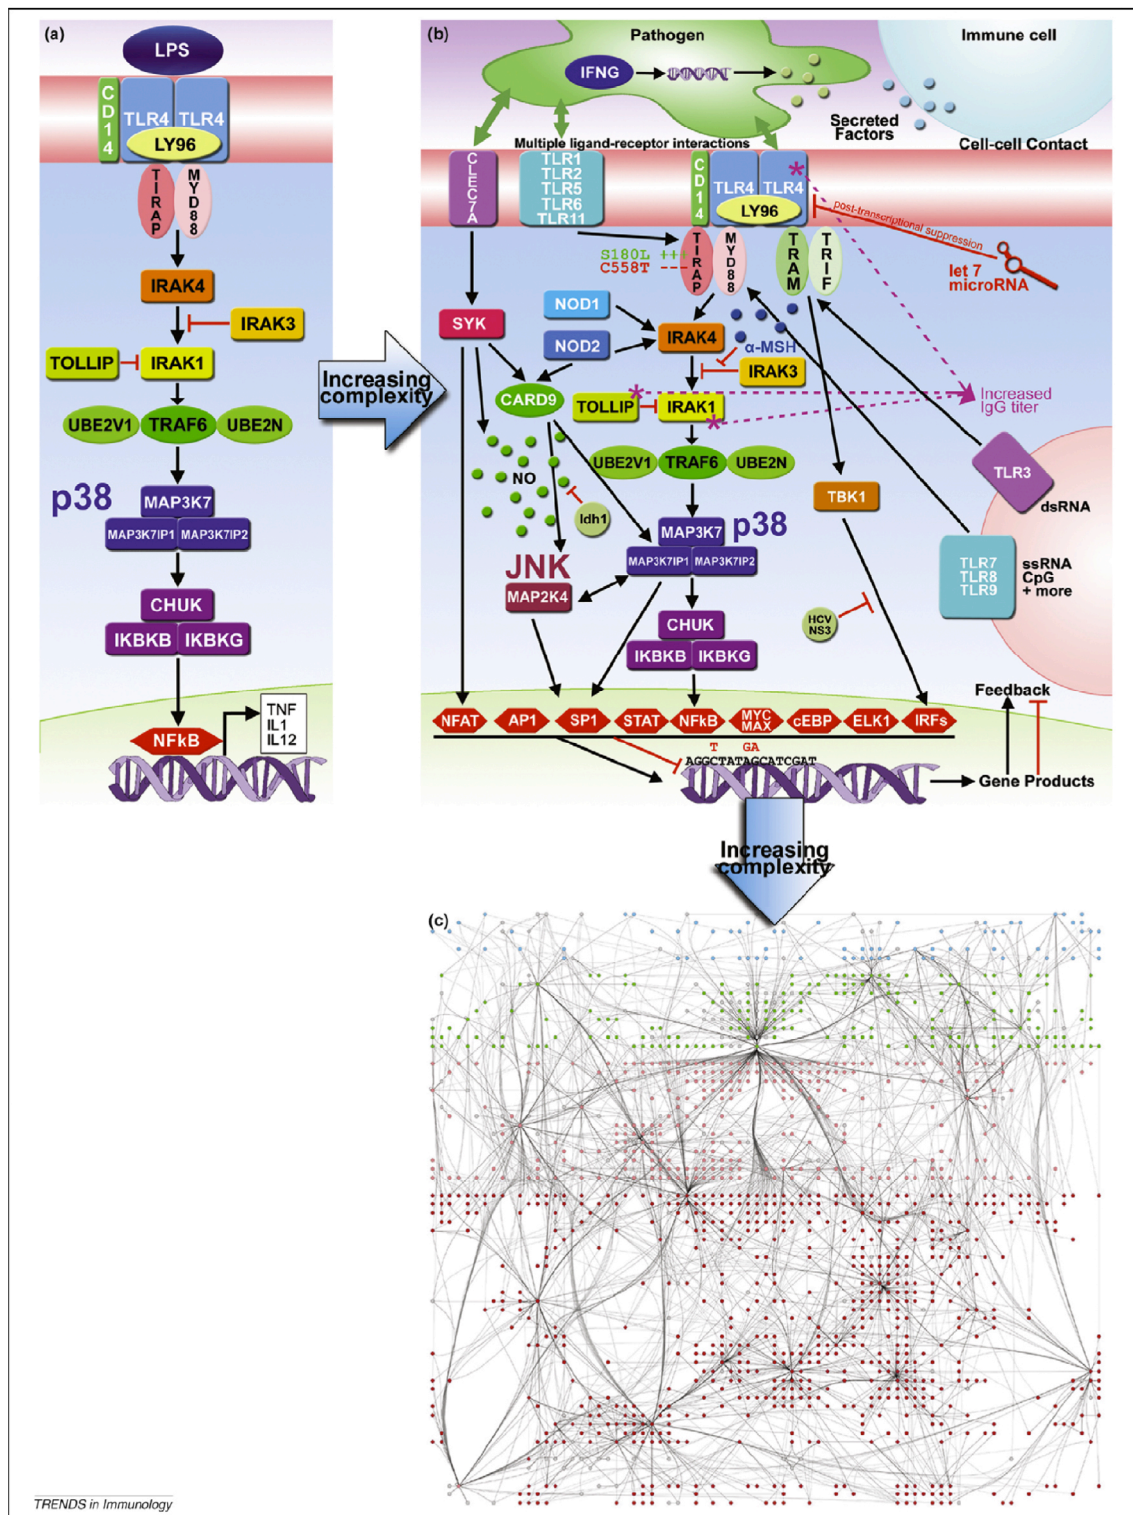 (a)
LPS
CD14
TLR4 TLR4
LY96
TIRAP
MYD88
IRAK4
IRAK3
TOLLIP
IRAK1
UBE2V1
TRAF6
UBE2N
p38
MAP3K7
MAP3K7IP1
MAP3K7IP2
CHUK
IKBKB
IKBKG
NFkB
TNF
IL1
IL12
Increasing
complexity
(b)
Pathogen
Immune cell
IFNG
Secreted
Factors
Cell-cell Contact
Multiple ligand-receptor interactions
CLEC7A
TLR1
TLR2
TLR5
TLR6
TLR11
CD14
TLR4
*
TLR4
LY96
post-transcriptional suppression
let 7
microRNA
S180L ++
C558T ---
TIRAP
MYD88
TRAM
TRIF
SYK
NOD1
NOD2
IRAK4
α-MSH
IRAK3
CARD9
TOLLIP
*
IRAK1
*
Increased
IgG titer
UBE2V1
TRAF6
UBE2N
NO
Idh1
TBK1
TLR3
dsRNA
MAP3K7
p38
MAP3K7IP1
MAP3K7IP2
JNK
MAP2K4
TLR7
TLR8
TLR9
ssRNA
CpG
+ more
HCV
NS3
CHUK
IKBKB
IKBKG
Feedback
NFAT
AP1
SP1
STAT
NFkB
MYC
MAX
cEBP
ELK1
IRFs
T GA
AGGCTATAGCATCGAT
Gene Products
Increasing
complexity
(c)
TRENDS in Immunology